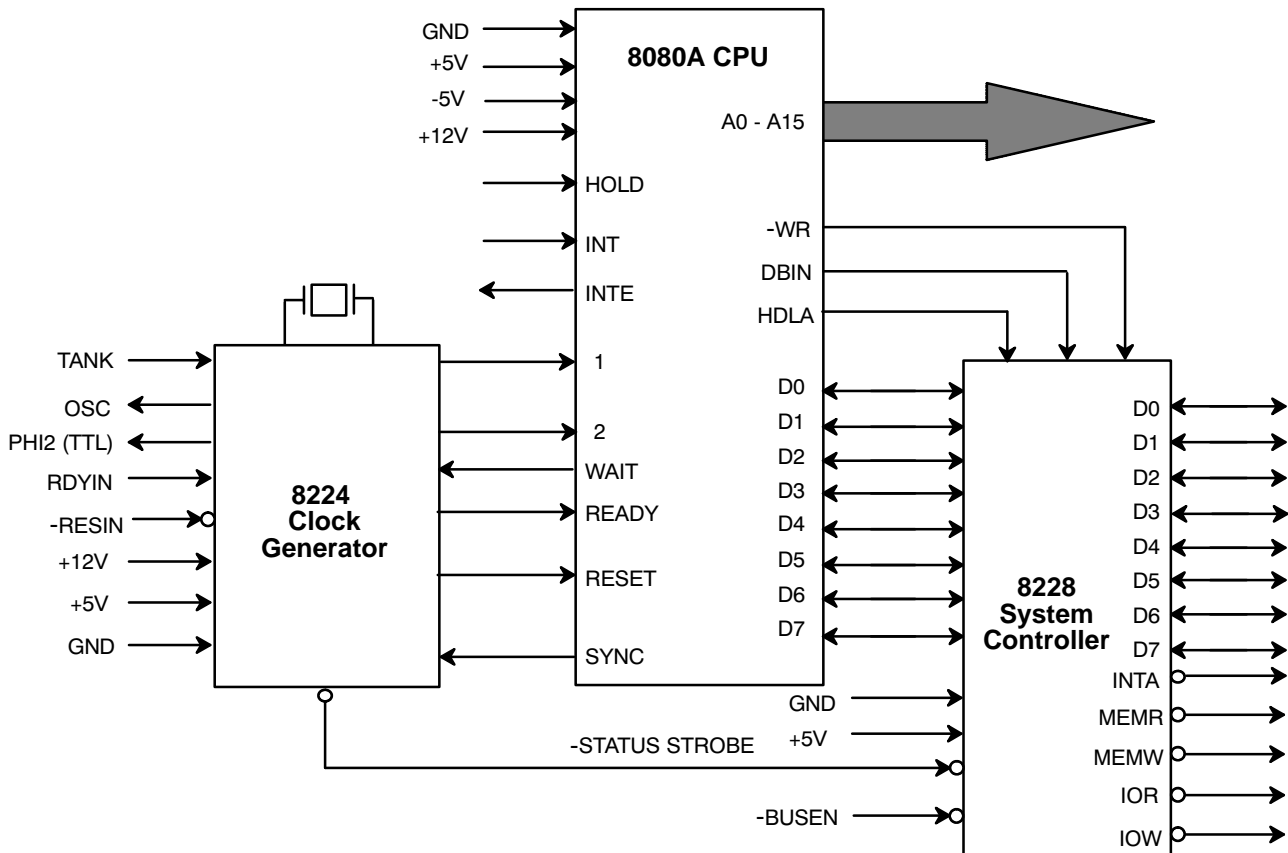 GND
+5V
-5V
+12V
HOLD
INT
INTE
1
2
WAIT
READY
RESET
SYNC
8080A CPU
A0 - A15
-WR
DBIN
HDLA
D0
D1
D2
D3
D4
D5
D6
D7
TANK
OSC
PHI2 (TTL)
RDYIN
-RESIN
+12V
+5V
GND
8224
Clock
Generator
GND
+5V
-STATUS STROBE
-BUSEN
8228
System
Controller
D0
D1
D2
D3
D4
D5
D6
D7
INTA
MEMR
MEMW
IOR
IOW